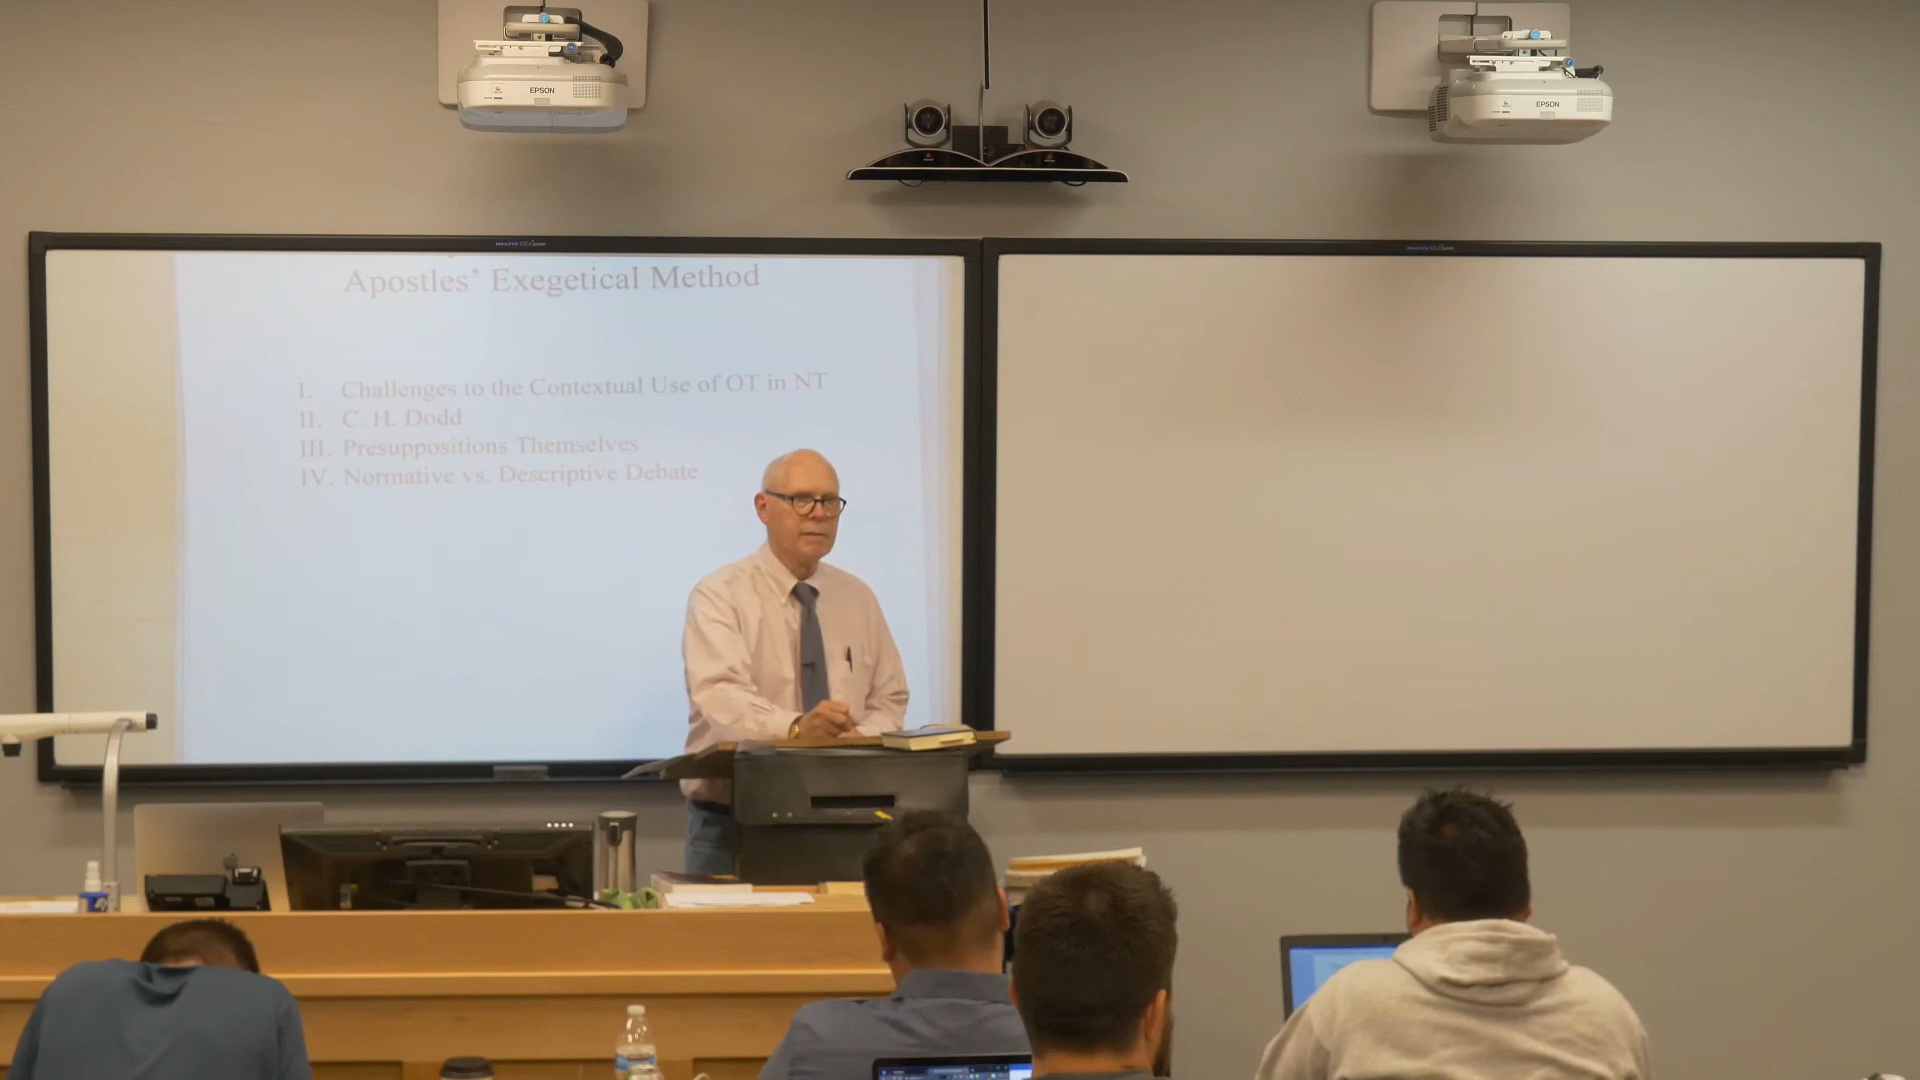 EPSON
EPSON
Apostles’ Exegetical Method
I. Challenges to the Contextual Use of OT in NT
II. C. H. Dodd
III. Presuppositions Themselves
IV. Normative vs. Descriptive Debate